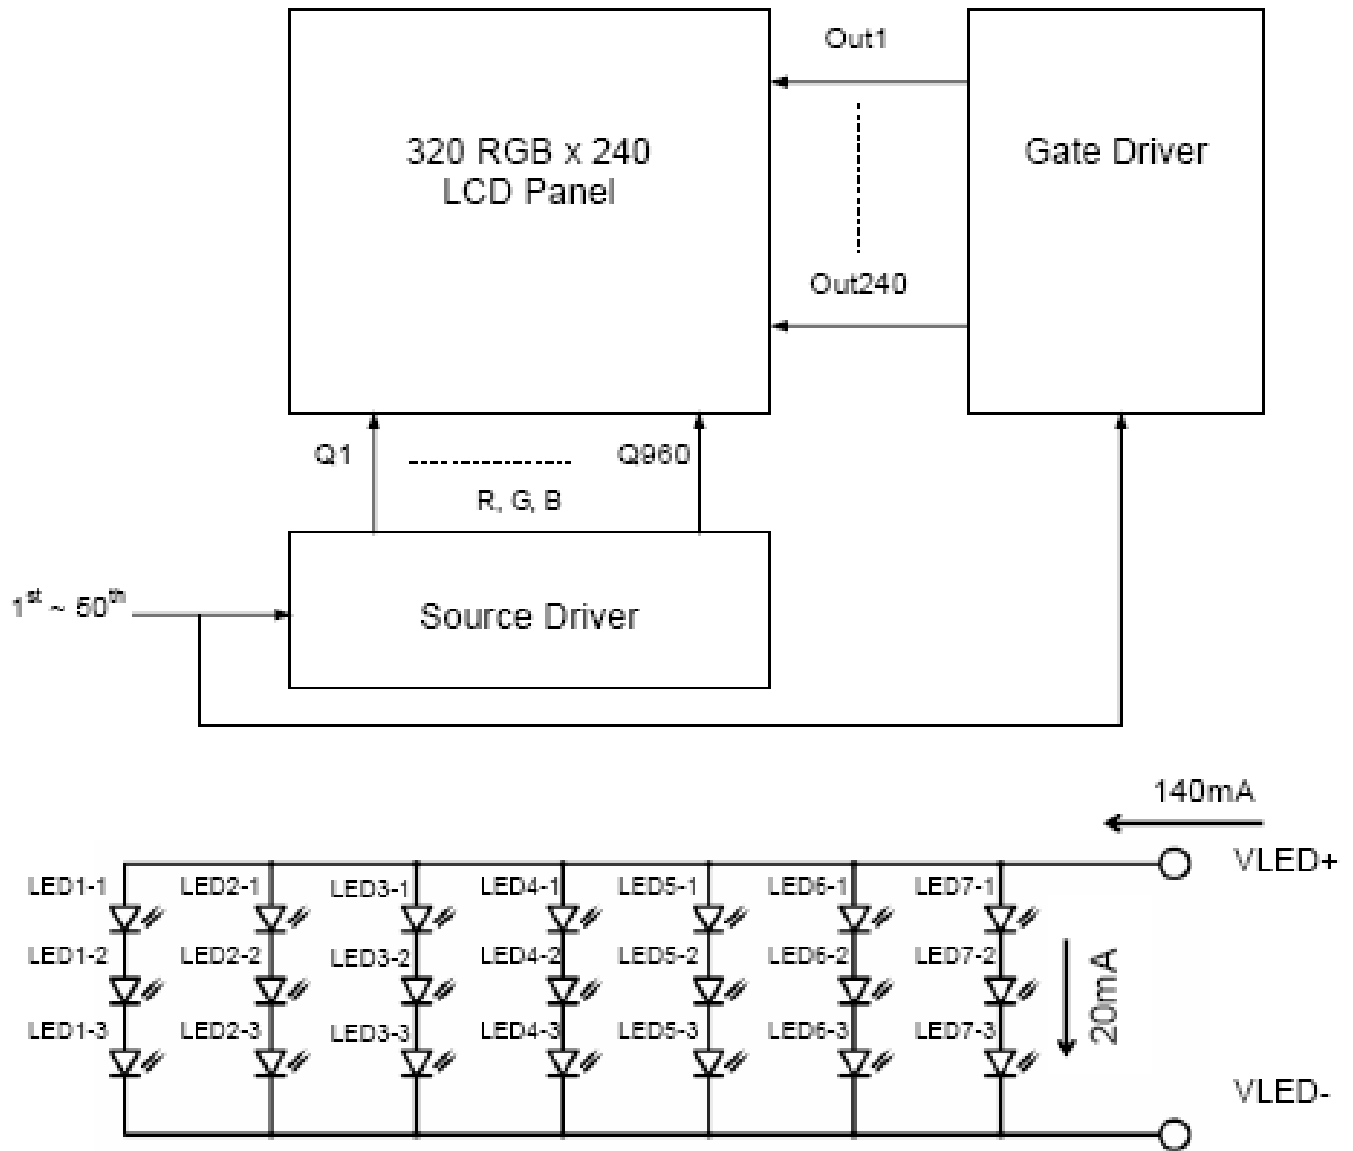 Out1
320 RGB x 240
LCD Panel
Gate Driver
Out240
Q1
Q960
R, G, B
1st ~ 50th
Source Driver
140mA
VLED+
LED1-1
LED2-1
LED3-1
LED4-1
LED5-1
LED6-1
LED7-1
LED1-2
LED2-2
LED3-2
LED4-2
LED5-2
LED6-2
LED7-2
20mA
LED1-3
LED2-3
LED3-3
LED4-3
LED5-3
LED6-3
LED7-3
VLED-